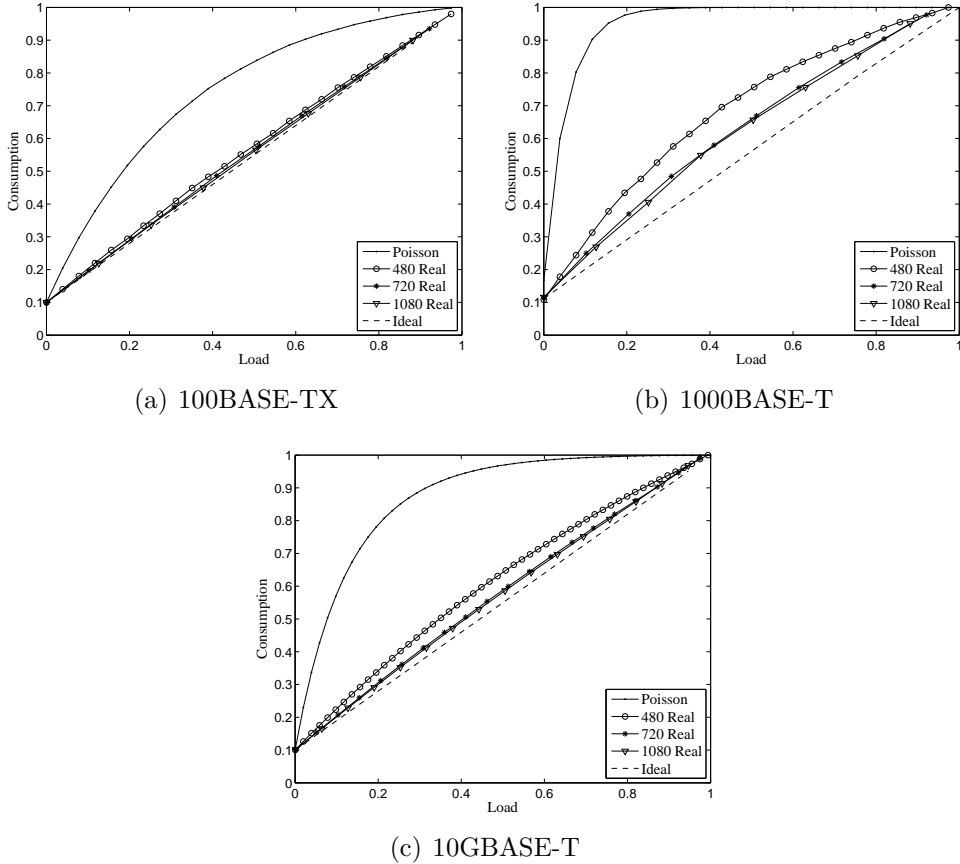 1
0.9
0.8
0.7
0.6
0.5
0.4
0.3
0.2
0.1
0
Consumption
0
0.2
0.4
0.6
0.8
1
Load
Poisson
480 Real
720 Real
1080 Real
Ideal
(a) 100BASE-TX
1
0.9
0.8
0.7
0.6
0.5
0.4
0.3
0.2
0.1
0
Consumption
0
0.2
0.4
0.6
0.8
1
Load
Poisson
480 Real
720 Real
1080 Real
Ideal
(b) 1000BASE-T
1
0.9
0.8
0.7
0.6
0.5
0.4
0.3
0.2
0.1
0
Consumption
0
0.2
0.4
0.6
0.8
1
Load
Poisson
480 Real
720 Real
1080 Real
Ideal
(c) 10GBASE-T